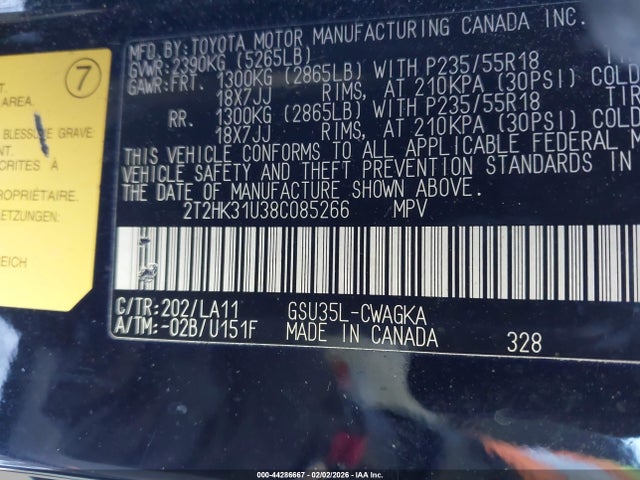 MFD. BY: TOYOTA MOTOR MANUFACTURING CANADA INC.
GVWR: 2390KG (5265LB)
GAWR: FRT. 1300KG (2865LB) WITH P235/55R18
18X7JJ RIMS, AT 210KPA (30PSI) COLD
RR. 1300KG (2865LB) WITH P235/55R18
18X7JJ RIMS, AT 210KPA (30PSI) COLD
THIS VEHICLE CONFORMS TO ALL APPLICABLE FEDERAL
VEHICLE SAFETY AND THEFT PREVENTION STANDARDS IN
THE DATE OF MANUFACTURE SHOWN ABOVE.
2T2HK31U38C085266 MPV
C/TR: 202/LA11 GSU35L-CWAGKA
A/TM: -02B/U151F MADE IN CANADA 328
7
AREA.
BLESSURE GRAVE
CRITES À
PROPRIETAIRE.
ETZUNGEN:
REICH
000-44286667 - 02/02/2026 - IAA Inc.